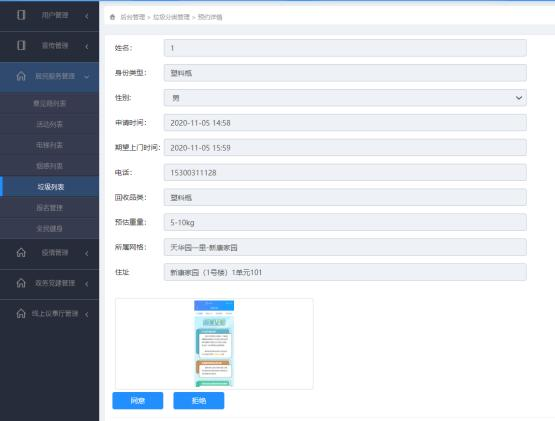 用户管理
宣传管理
居民服务管理
意见箱列表
活动列表
电梯列表
烟感列表
垃圾列表
报名管理
全民健身
疫情管理
政务党建管理
线上议事厅管理
后台管理 > 垃圾分类管理 > 预约详情
姓名： 1
身份类型： 塑料瓶
性别： 男
申请时间： 2020-11-05 14:58
期望上门时间： 2020-11-05 15:59
电话： 15300311128
回收品类： 塑料瓶
预估重量： 5-10kg
所属网格： 天华园一里-新康家园
住址 新康家园（1号楼）1单元101
同意 拒绝